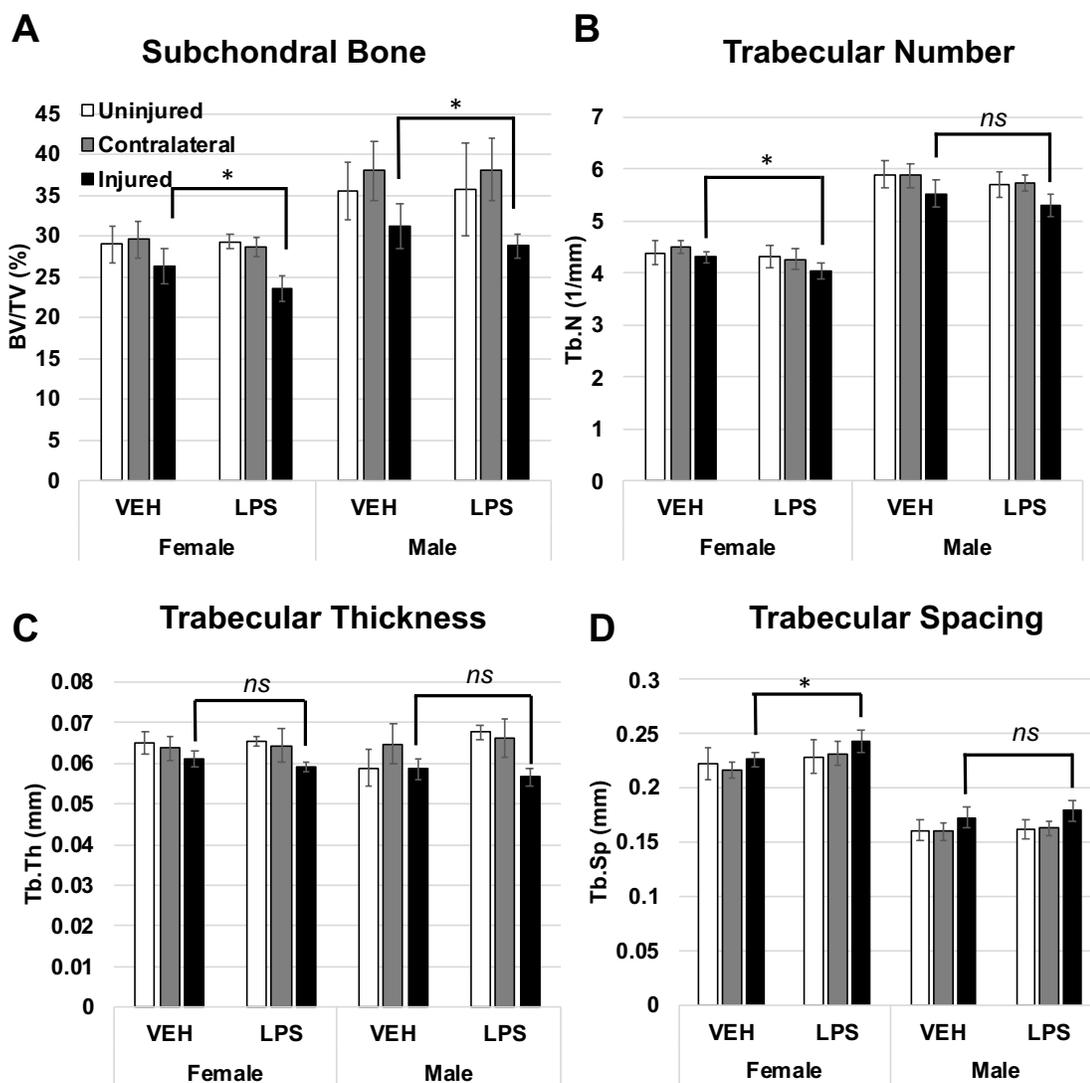 A
Subchondral Bone
BV/TV (%)
45
40
35
30
25
20
15
10
5
0
Uninjured
Contralateral
Injured
*
*
VEH LPS VEH LPS
Female Male
B
Trabecular Number
Tb.N (1/mm)
7
6
5
4
3
2
1
0
*
ns
VEH LPS VEH LPS
Female Male
C
Trabecular Thickness
Tb.Th (mm)
0.08
0.07
0.06
0.05
0.04
0.03
0.02
0.01
0
ns
ns
VEH LPS VEH LPS
Female Male
D
Trabecular Spacing
Tb.Sp (mm)
0.3
0.25
0.2
0.15
0.1
0.05
0
*
ns
VEH LPS VEH LPS
Female Male